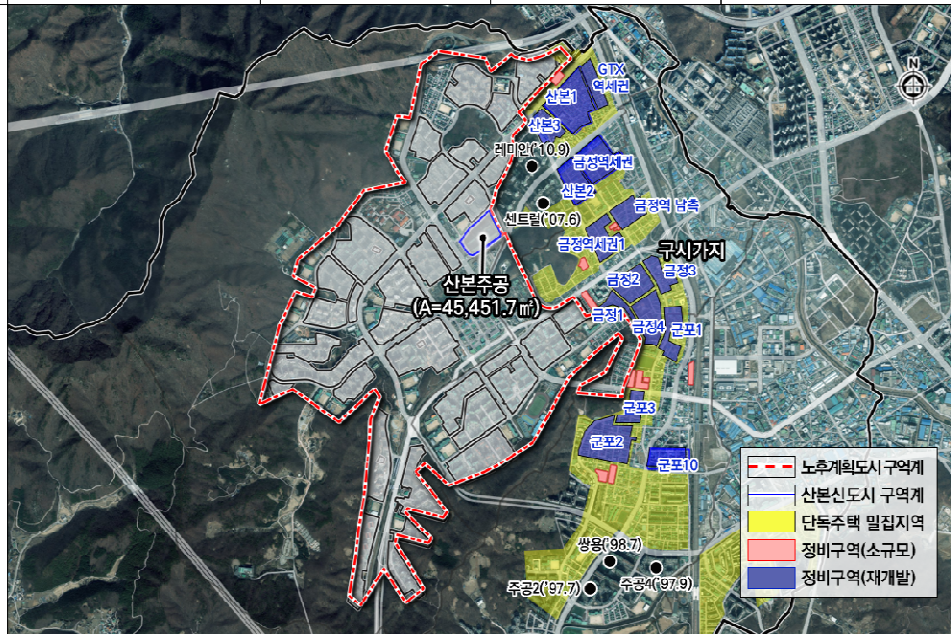 N
GTX
역세권
산본1
산본3
래미안('10.9)
금정역세권
산본2
금정역 남측
센트럴('07.6)
금정역세권1
구시가지
금정2
금정3
산본주공
(A=45,451.7㎡)
금정1
금정4
군포1
군포3
군포2
군포10
쌍용('98.7)
주공2('97.7)
주공4('97.9)
노후계획도시 구역계
산본신도시 구역계
단독주택 밀집지역
정비구역(소규모)
정비구역(재개발)